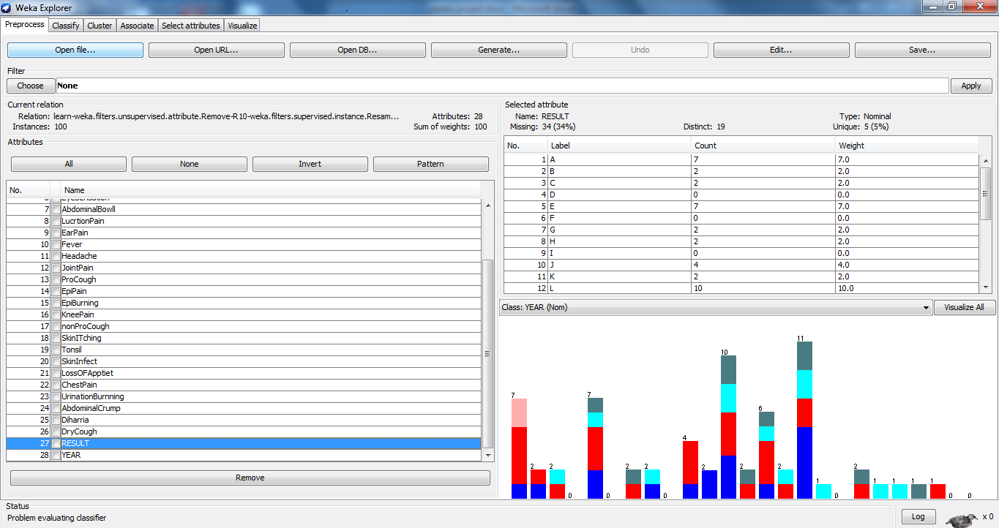 Weka Explorer
Preprocess Classify Cluster Associate Select attributes Visualize
Open file... Open URL... Open DB... Generate... Undo Edit... Save...
Filter
Choose None Apply
Current relation
Relation: learn-weka.filters.unsupervised.attribute.Remove-R10-weka.filters.supervised.instance.Resam... Attributes: 28
Instances: 100 Sum of weights: 100
Attributes
All None Invert Pattern
No. Name
6 EyeSensation
7 AbdominalBowll
8 LucrtionPain
9 EarPain
10 Fever
11 Headache
12 JointPain
13 ProCough
14 EpiPain
15 EpiBurning
16 KneePain
17 nonProCough
18 SkinITching
19 Tonsil
20 SkinInfect
21 LossOFApptiet
22 ChestPain
23 UrinationBurnning
24 AbdominalCrump
25 Diharria
26 DryCough
27 RESULT
28 YEAR
Remove
Selected attribute
Name: RESULT Type: Nominal
Missing: 34 (34%) Distinct: 19 Unique: 5 (5%)
No. Label Count Weight
1 A 7 7.0
2 B 2 2.0
3 C 2 2.0
4 D 0 0.0
5 E 7 7.0
6 F 0 0.0
7 G 2 2.0
8 H 2 2.0
9 I 0 0.0
10 J 4 4.0
11 K 2 2.0
12 L 10 10.0
Class: YEAR (Nom) Visualize All
7 2 2 0 7 0 2 2 0 4 2 10 2 6 2 11 1 0 2 1 1 1 1 0 0
Status
Problem evaluating classifier Log x 0